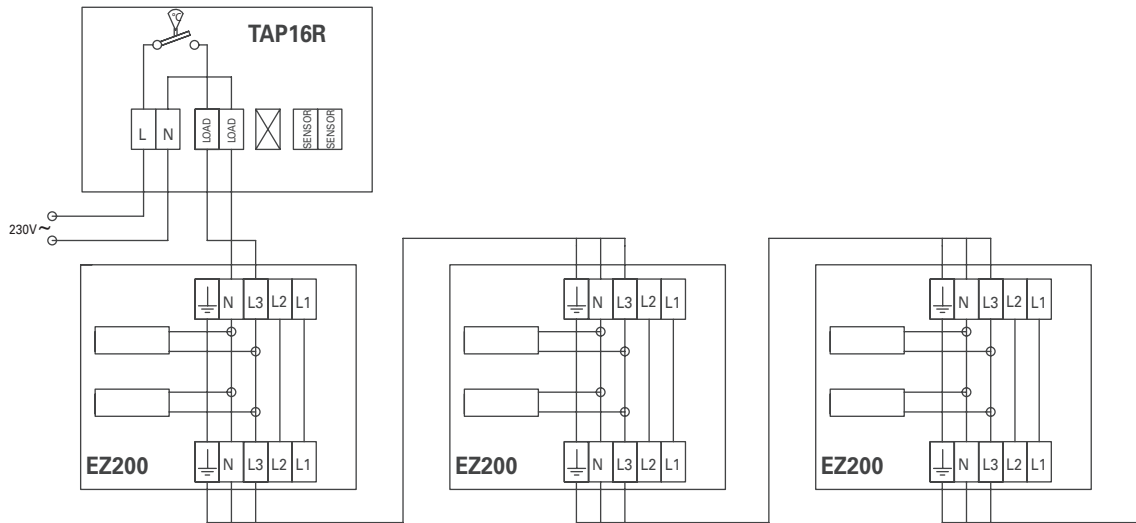 °C
TAP16R
L N LOAD LOAD SENSOR SENSOR
230V~
N L3 L2 L1
N L3 L2 L1
N L3 L2 L1
EZ200 N L3 L2 L1
EZ200 N L3 L2 L1
EZ200 N L3 L2 L1